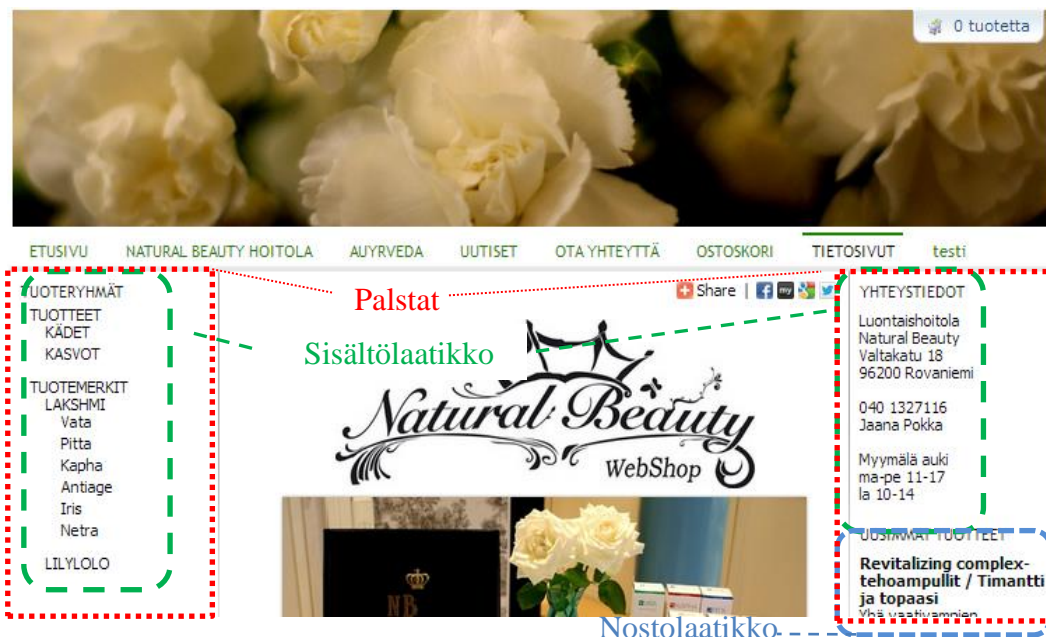 0 tuotetta
ETUSIVU NATURAL BEAUTY HOITOLA AUYRVEDA UUTISET OTA YHTEYTTÄ OSTOSKORI TIETOSIVUT testi
TUOTERYHMÄT
TUOTTEET
KÄDET
KASVOT
TUOTEMERKIT
LAKSHMI
Vata
Pitta
Kapha
Antiage
Iris
Netra
LILYLOLO
Palstat
Sisältölaatikko
Share |
my
Natural Beauty
WebShop
NB
YHTEYSTIEDOT
Luontaishoitola
Natural Beauty
Valtakatu 18
96200 Rovaniemi
040 1327116
Jaana Pokka
Myymälä auki
ma-pe 11-17
la 10-14
UUSIMMAT TUOTTEET
Revitalizing complex-
tehoampullit / Timantti
ja topaasi
Yhä vaativampien
Nostolaatikko